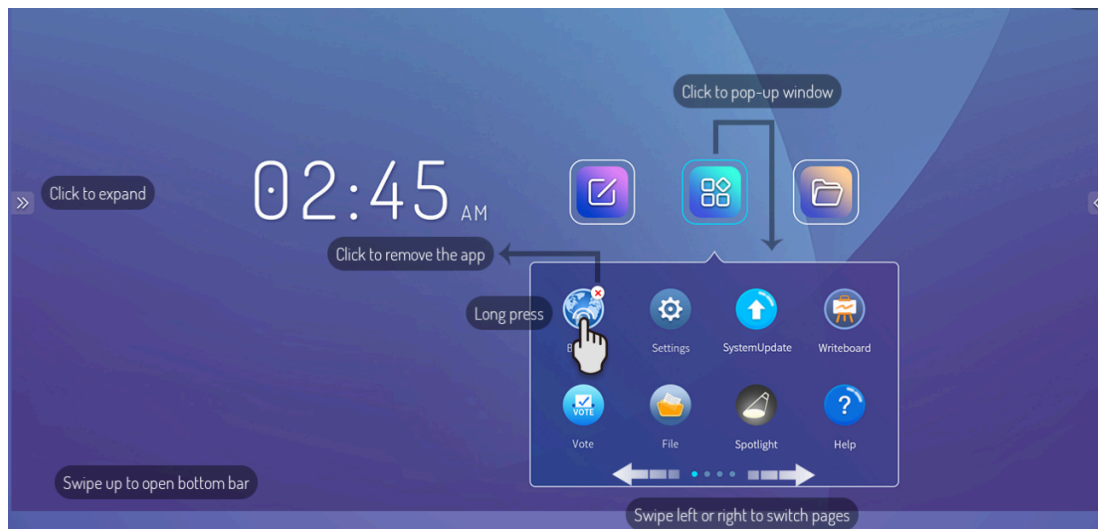 Click to pop-up window
Click to expand
02:45 AM
Click to remove the app
Long press
Settings
SystemUpdate
Writeboard
VOTE
Vote
File
Spotlight
Help
Swipe up to open bottom bar
Swipe left or right to switch pages